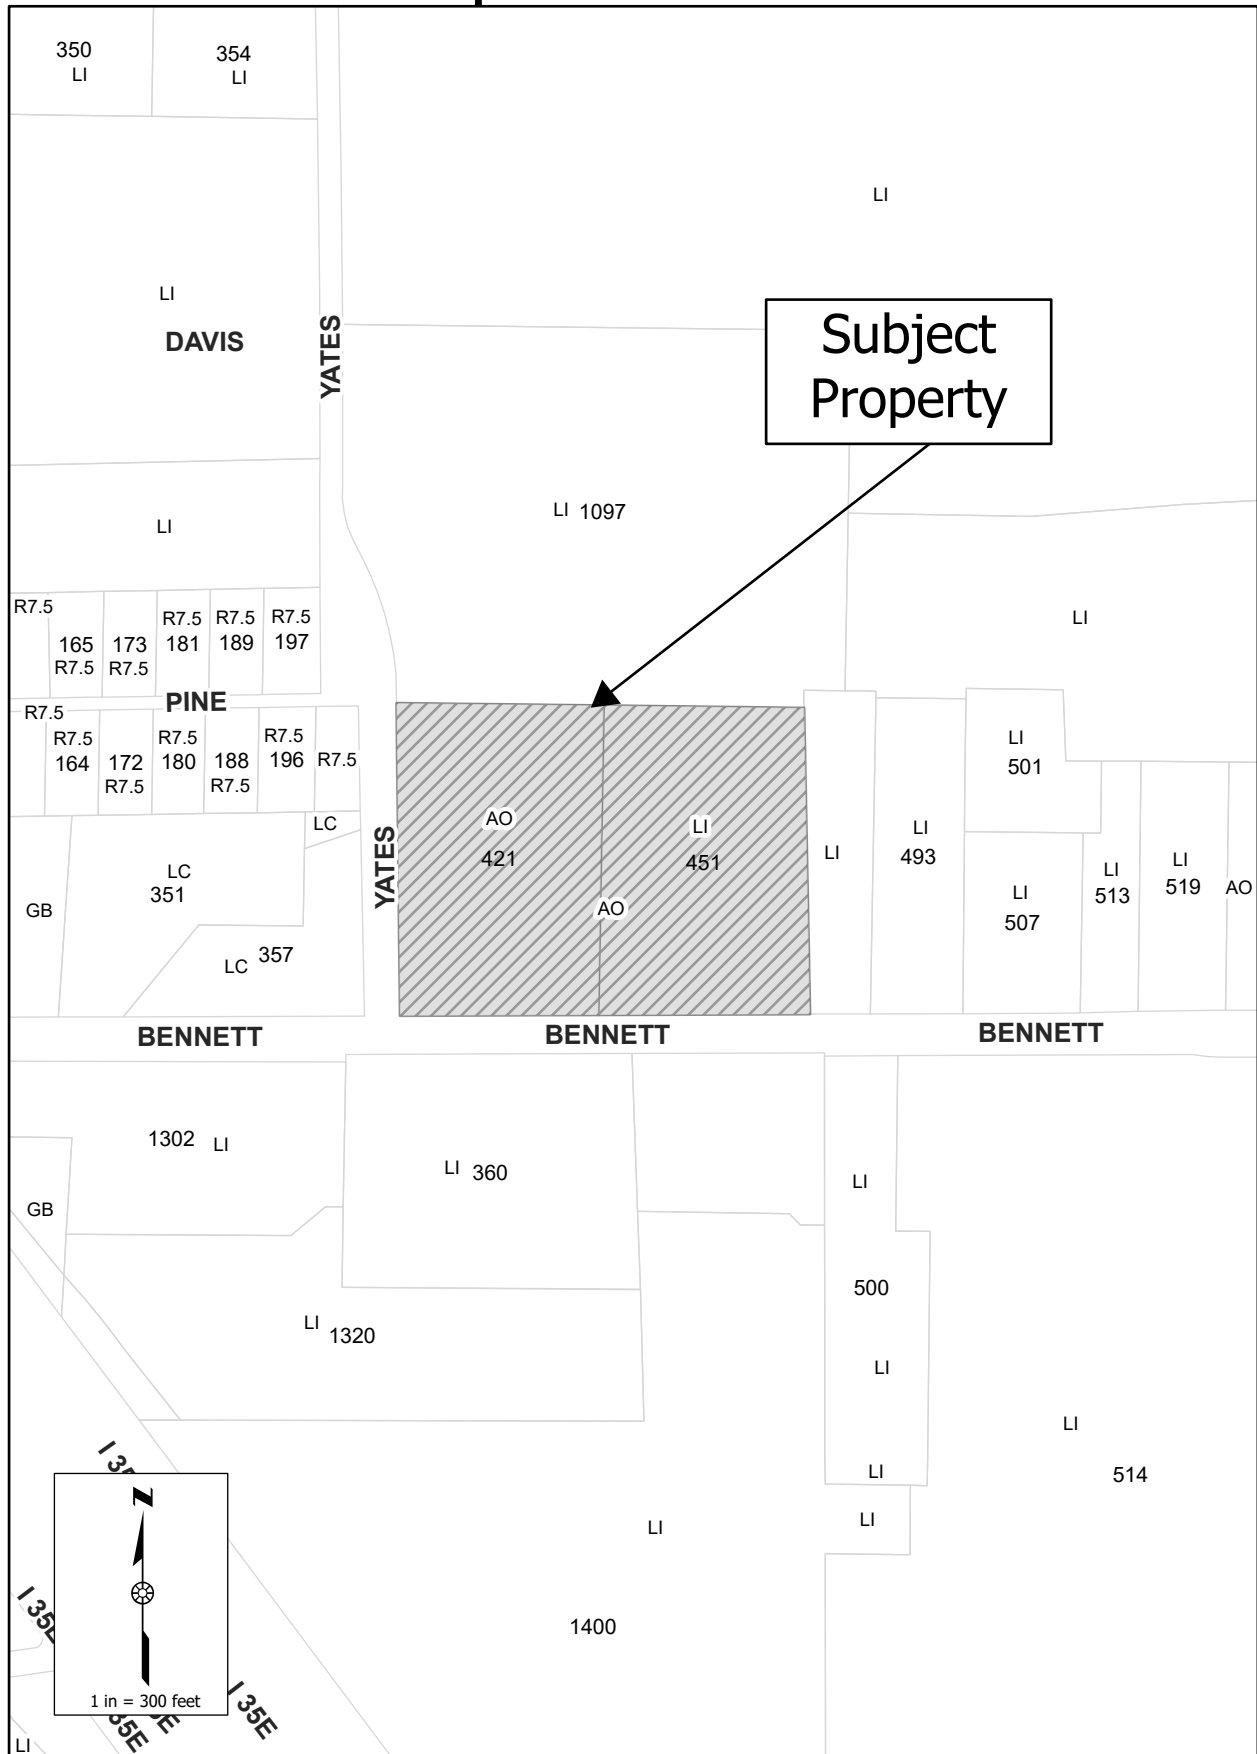 350
LI
354
LI
LI
LI
DAVIS
YATES
Subject
Property
LI
LI 1097
LI
R7.5
165
R7.5
173
R7.5
R7.5
181
R7.5
189
R7.5
197
PINE
R7.5
R7.5
164
172
R7.5
R7.5
180
188
R7.5
R7.5
196
R7.5
LC
LC
351
GB
LC 357
YATES
AO
421
LI
451
AO
LI
LI
493
LI
501
LI
507
LI
513
LI
519
AO
BENNETT
BENNETT
BENNETT
1302 LI
LI 360
LI
GB
500
LI 1320
LI
LI
514
LI
LI
LI
1400
I 35E
I 35E
N
1 in = 300 feet
LI